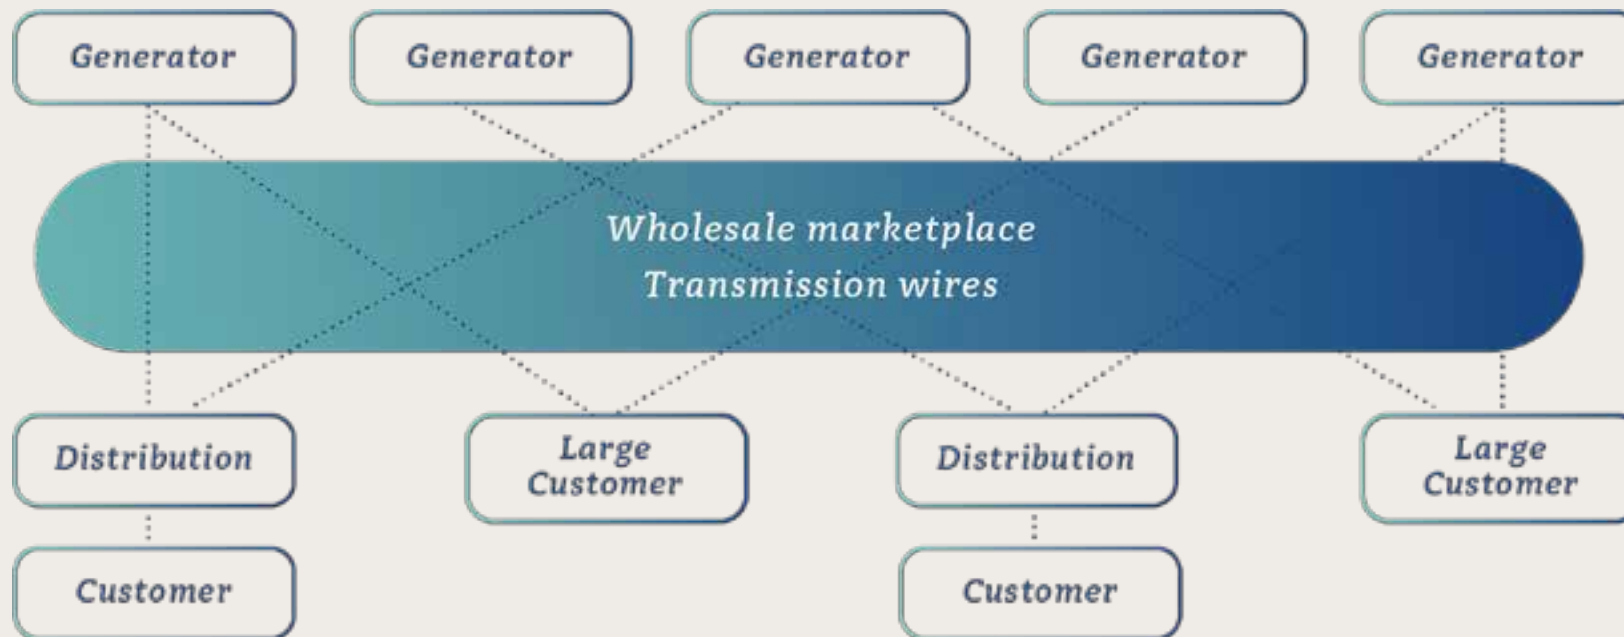 Generator
Generator
Generator
Generator
Generator
Wholesale marketplace
Transmission wires
Distribution
Large
Customer
Distribution
Large
Customer
Customer
Customer